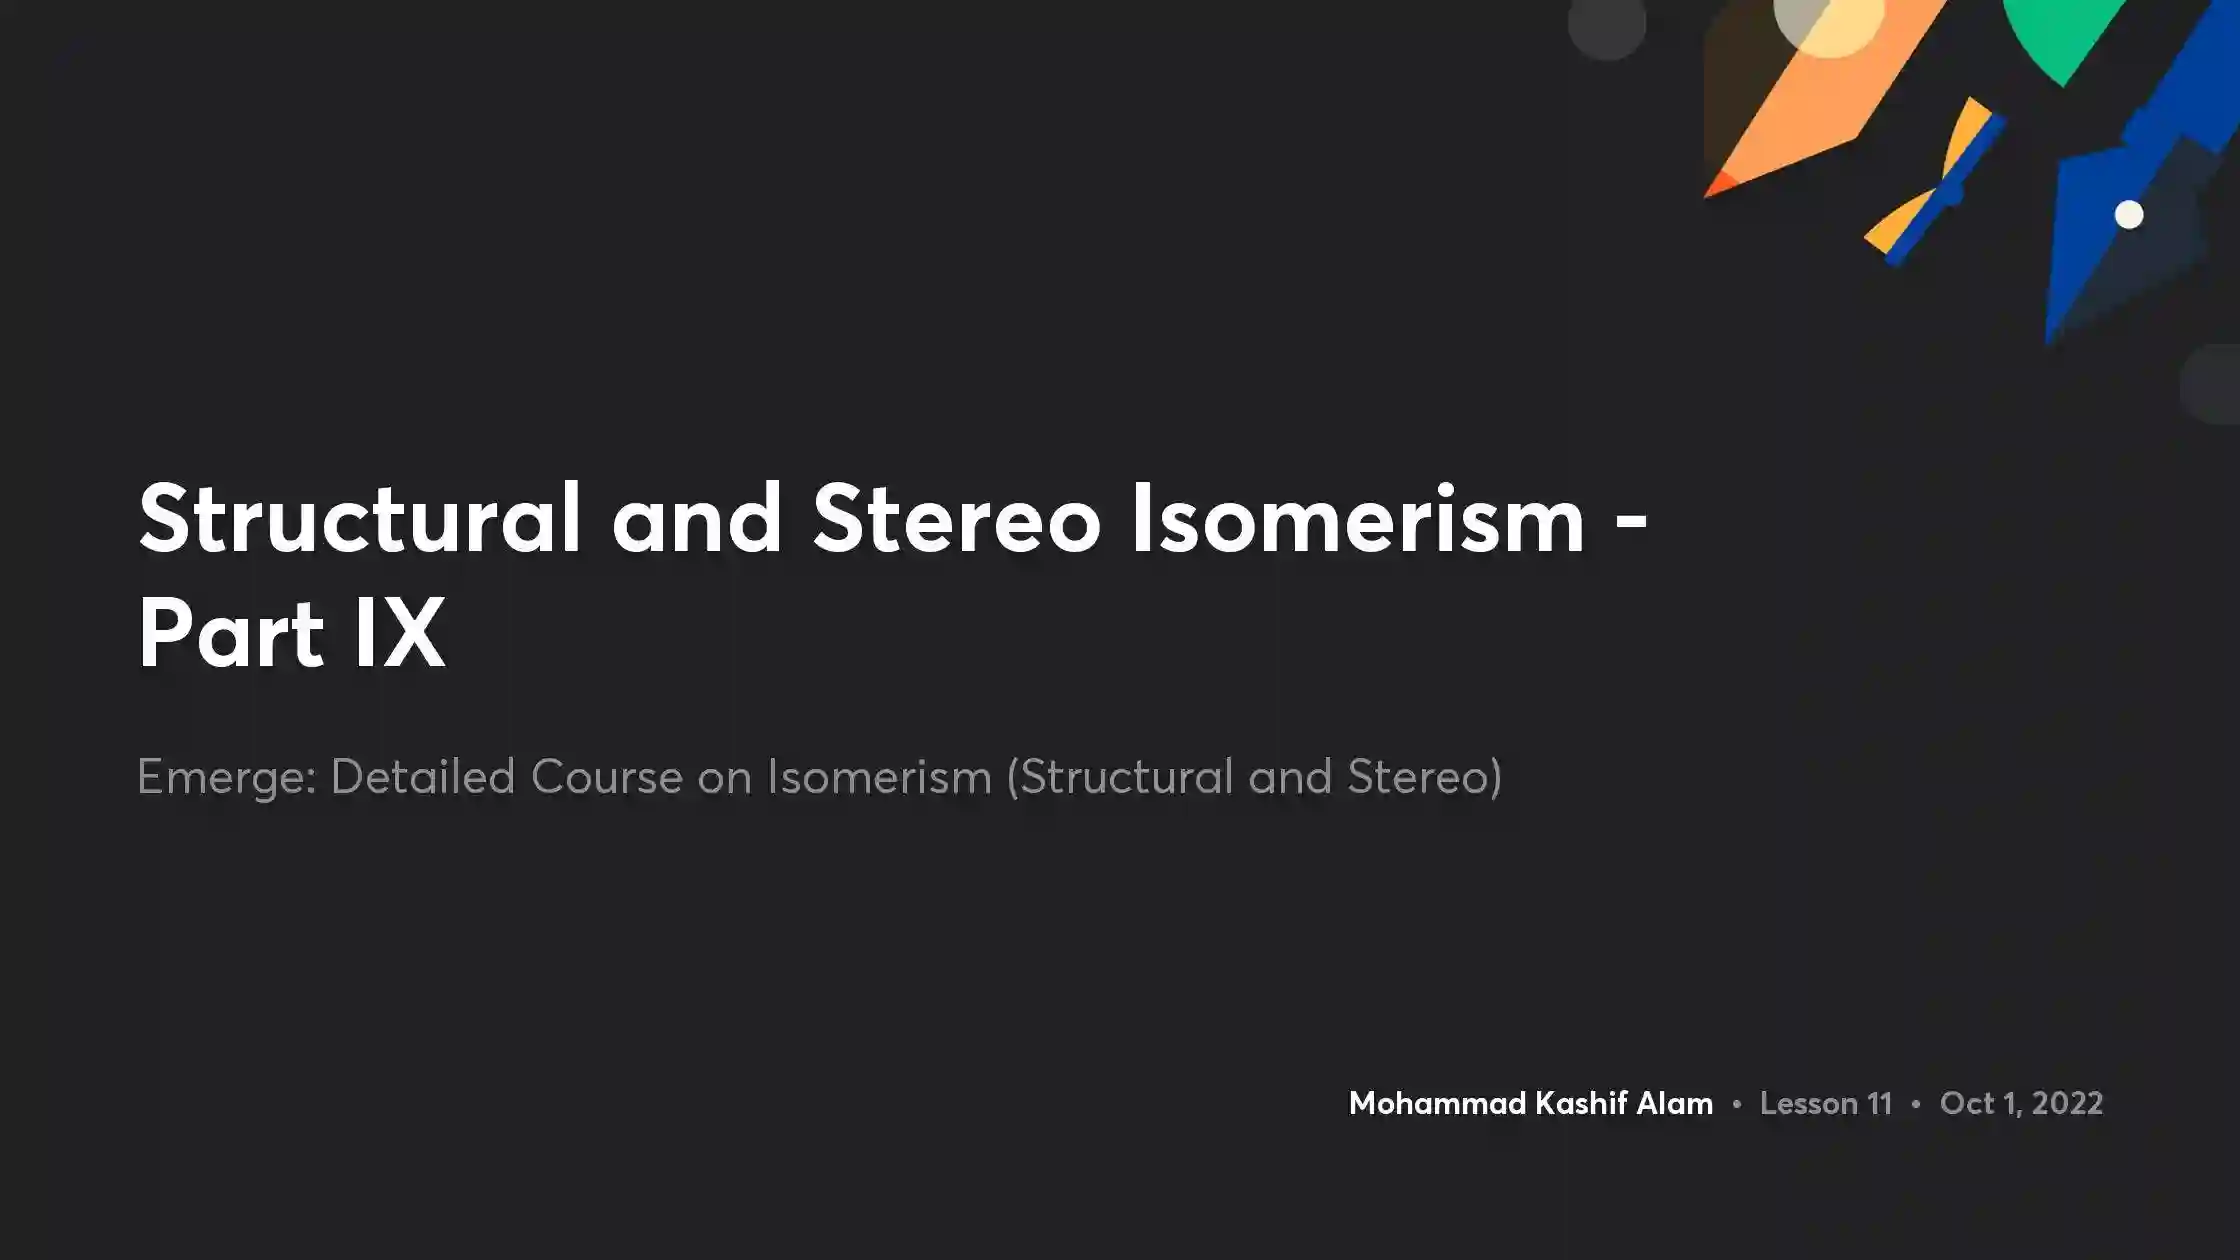 Structural and Stereo Isomerism -
Part IX
Emerge: Detailed Course on Isomerism (Structural and Stereo)
Mohammad Kashif Alam • Lesson 11 • Oct 1, 2022